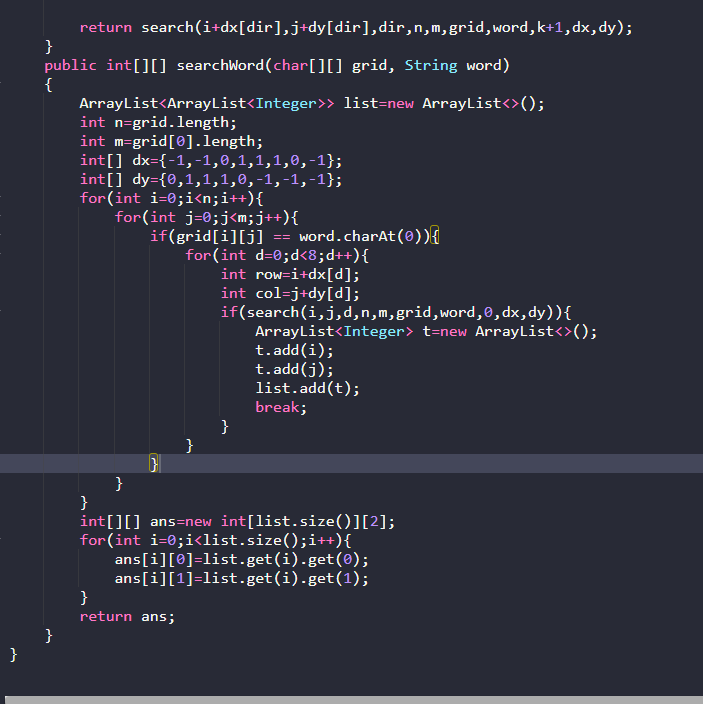 return search(i+dx[dir],j+dy[dir],dir,n,m,grid,word,k+1,dx,dy);
}
public int[][] searchWord(char[][] grid, String word)
{
ArrayList<ArrayList<Integer>> list=new ArrayList<>();
int n=grid.length;
int m=grid[0].length;
int[] dx={-1,-1,0,1,1,1,0,-1};
int[] dy={0,1,1,1,0,-1,-1,-1};
for(int i=0;i<n;i++){
for(int j=0;j<m;j++){
if(grid[i][j] == word.charAt(0)){
for(int d=0;d<8;d++){
int row=i+dx[d];
int col=j+dy[d];
if(search(i,j,d,n,m,grid,word,0,dx,dy)){
ArrayList<Integer> t=new ArrayList<>();
t.add(i);
t.add(j);
list.add(t);
break;
}
}
}
}
}
int[][] ans=new int[list.size()][2];
for(int i=0;i<list.size();i++){
ans[i][0]=list.get(i).get(0);
ans[i][1]=list.get(i).get(1);
}
return ans;
}
}